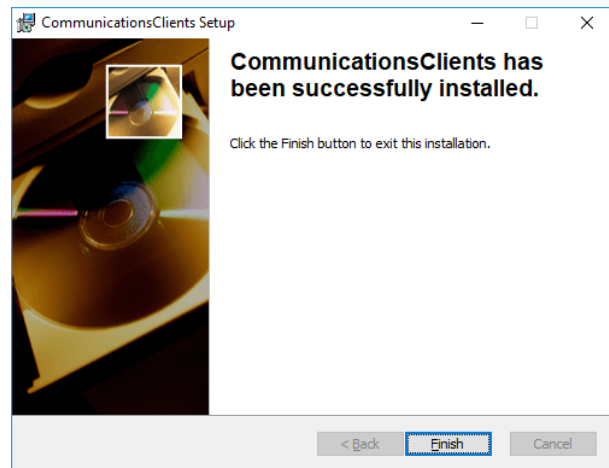 CommunicationsClients Setup
CommunicationsClients has
been successfully installed.
Click the Finish button to exit this installation.
< Back
Finish
Cancel